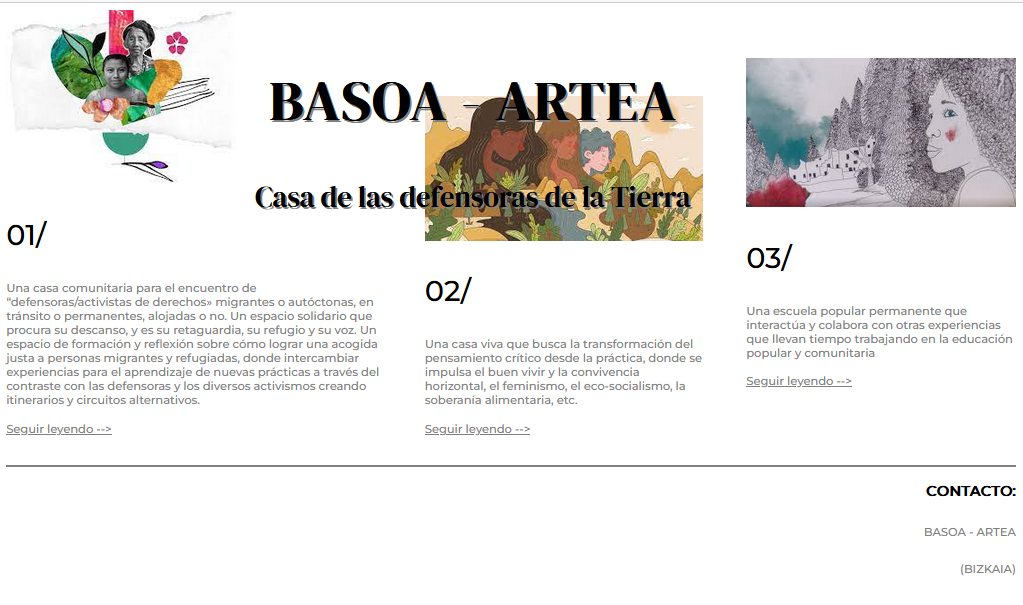 BASOA - ARTEA
Casa de las defensoras de la Tierra
01/
Una casa comunitaria para el encuentro de
“defensoras/activistas de derechos» migrantes o autóctonas, en
tránsito o permanentes, alojadas o no. Un espacio solidario que
procura su descanso, y es su retaguardia, su refugio y su voz. Un
espacio de formación y reflexión sobre cómo lograr una acogida
justa a personas migrantes y refugiadas, donde intercambiar
experiencias para el aprendizaje de nuevas prácticas a través del
contraste con las defensoras y los diversos activismos creando
itinerarios y circuitos alternativos.
Seguir leyendo -->
02/
Una casa viva que busca la transformación del
pensamiento crítico desde la práctica, donde se
impulsa el buen vivir y la convivencia
horizontal, el feminismo, el eco-socialismo, la
soberanía alimentaria, etc.
Seguir leyendo -->
03/
Una escuela popular permanente que
interactúa y colabora con otras experiencias
que llevan tiempo trabajando en la educación
popular y comunitaria
Seguir leyendo -->
CONTACTO:
BASOA - ARTEA
(BIZKAIA)